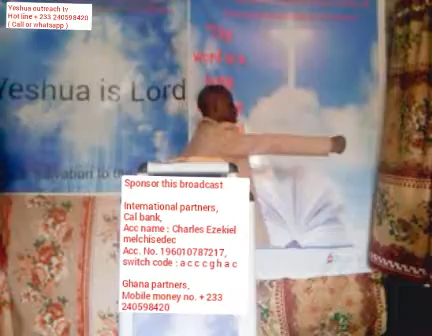 Yeshua outreach tv
Hot line + 233 240598420
( Call or whatsapp )
Yeshua is Lord
Sponsor this broadcast
International partners,
Cal bank,
Acc name : Charles Ezekiel
melchisedec
Acc. No. 196010787217,
switch code : a c c c g h a c
Ghana partners,
Mobile money no. + 233
240598420